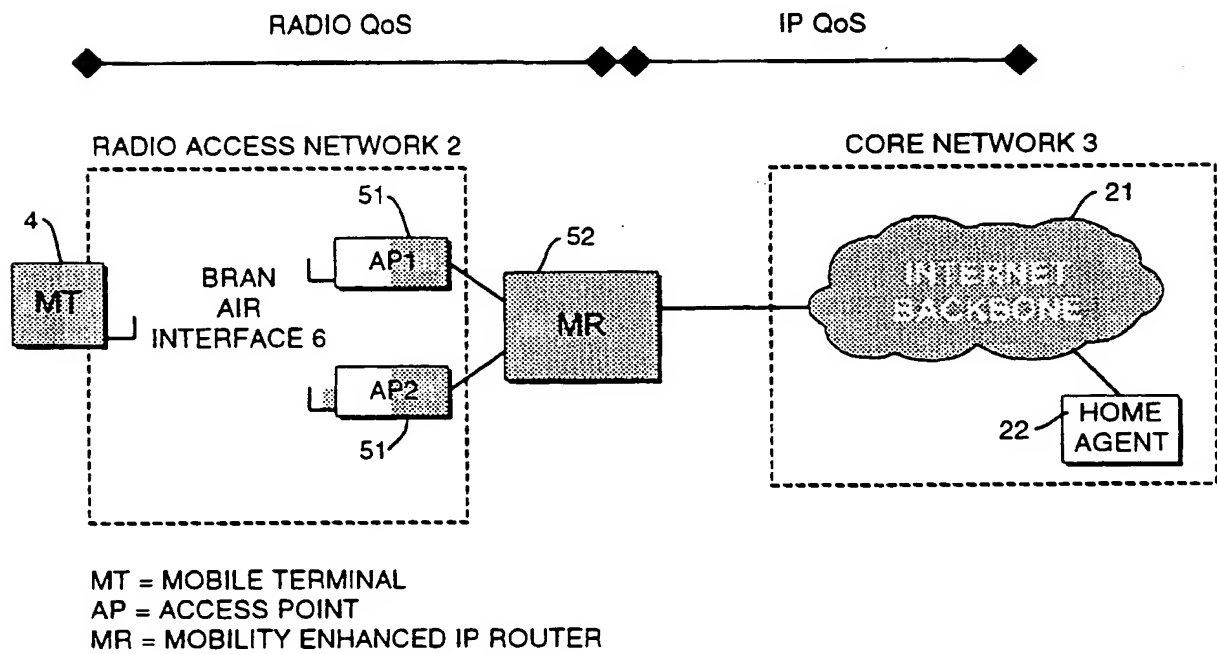 RADIO QoS
IP QoS
RADIO ACCESS NETWORK 2
CORE NETWORK 3
4
51
52
21
MT
BRAN
AIR
INTERFACE 6
AP1
MR
INTERNET
BACKBONE
AP2
51
22
HOME
AGENT
MT = MOBILE TERMINAL
AP = ACCESS POINT
MR = MOBILITY ENHANCED IP ROUTER